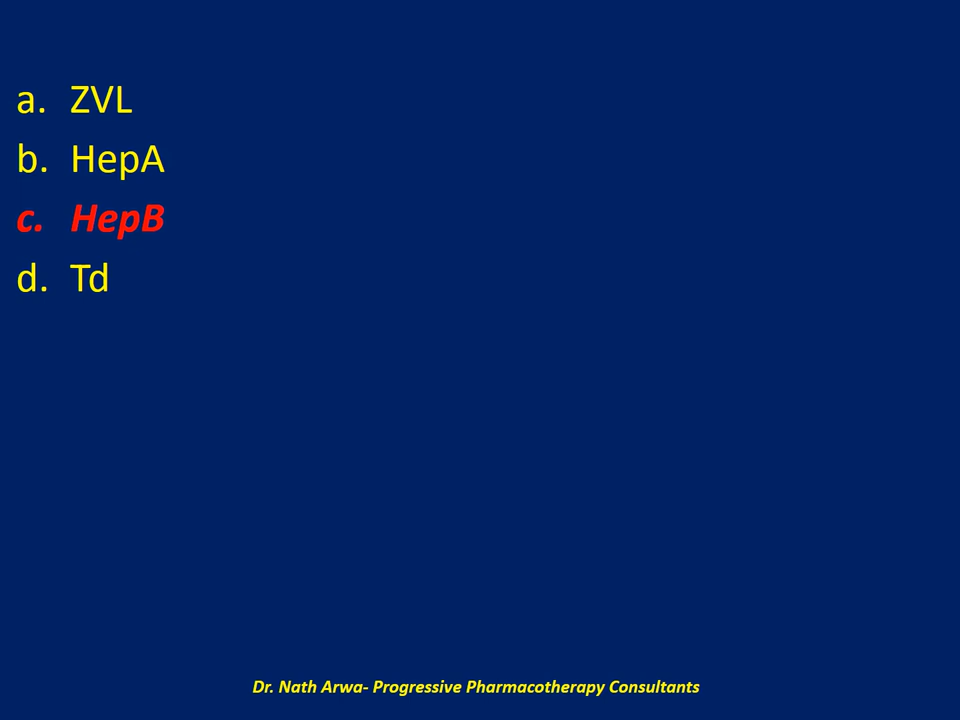 a. ZVL
b. HepA
c. HepB
d. Td
Dr. Nath Arwa- Progressive Pharmacotherapy Consultants